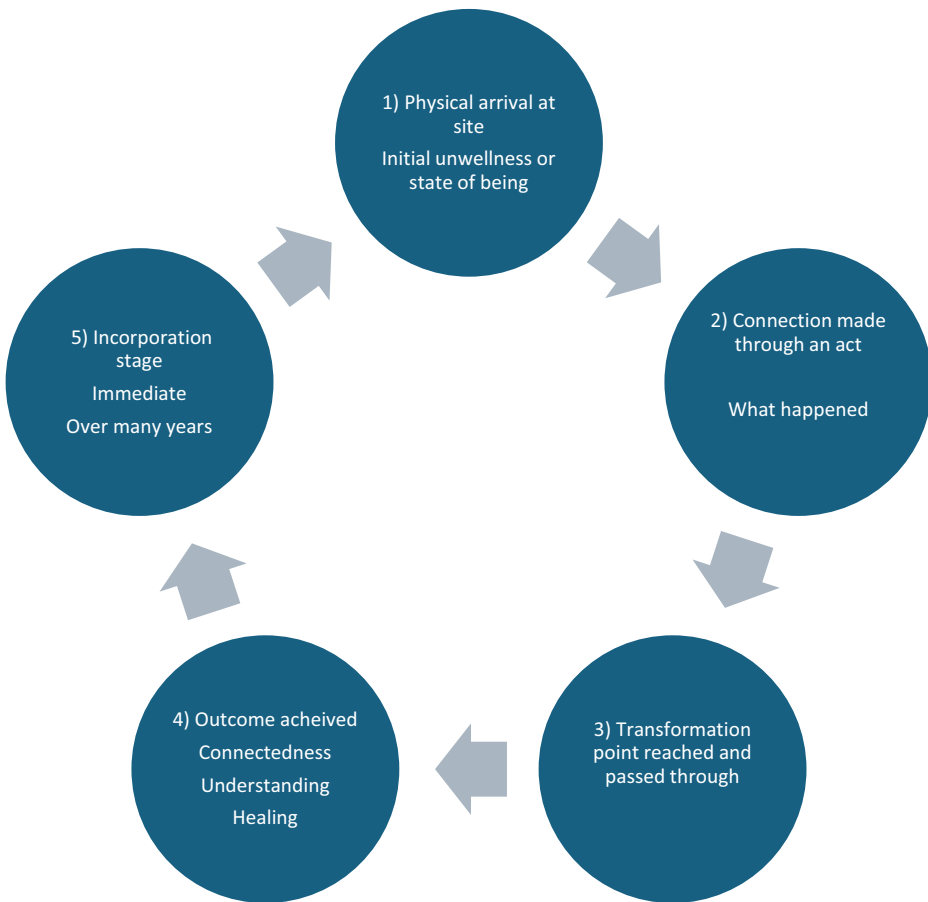 1) Physical arrival at
site
Initial unwellness or
state of being
2) Connection made
through an act
What happened
3) Transformation
point reached and
passed through
4) Outcome acheived
Connectedness
Understanding
Healing
5) Incorporation
stage
Immediate
Over many years